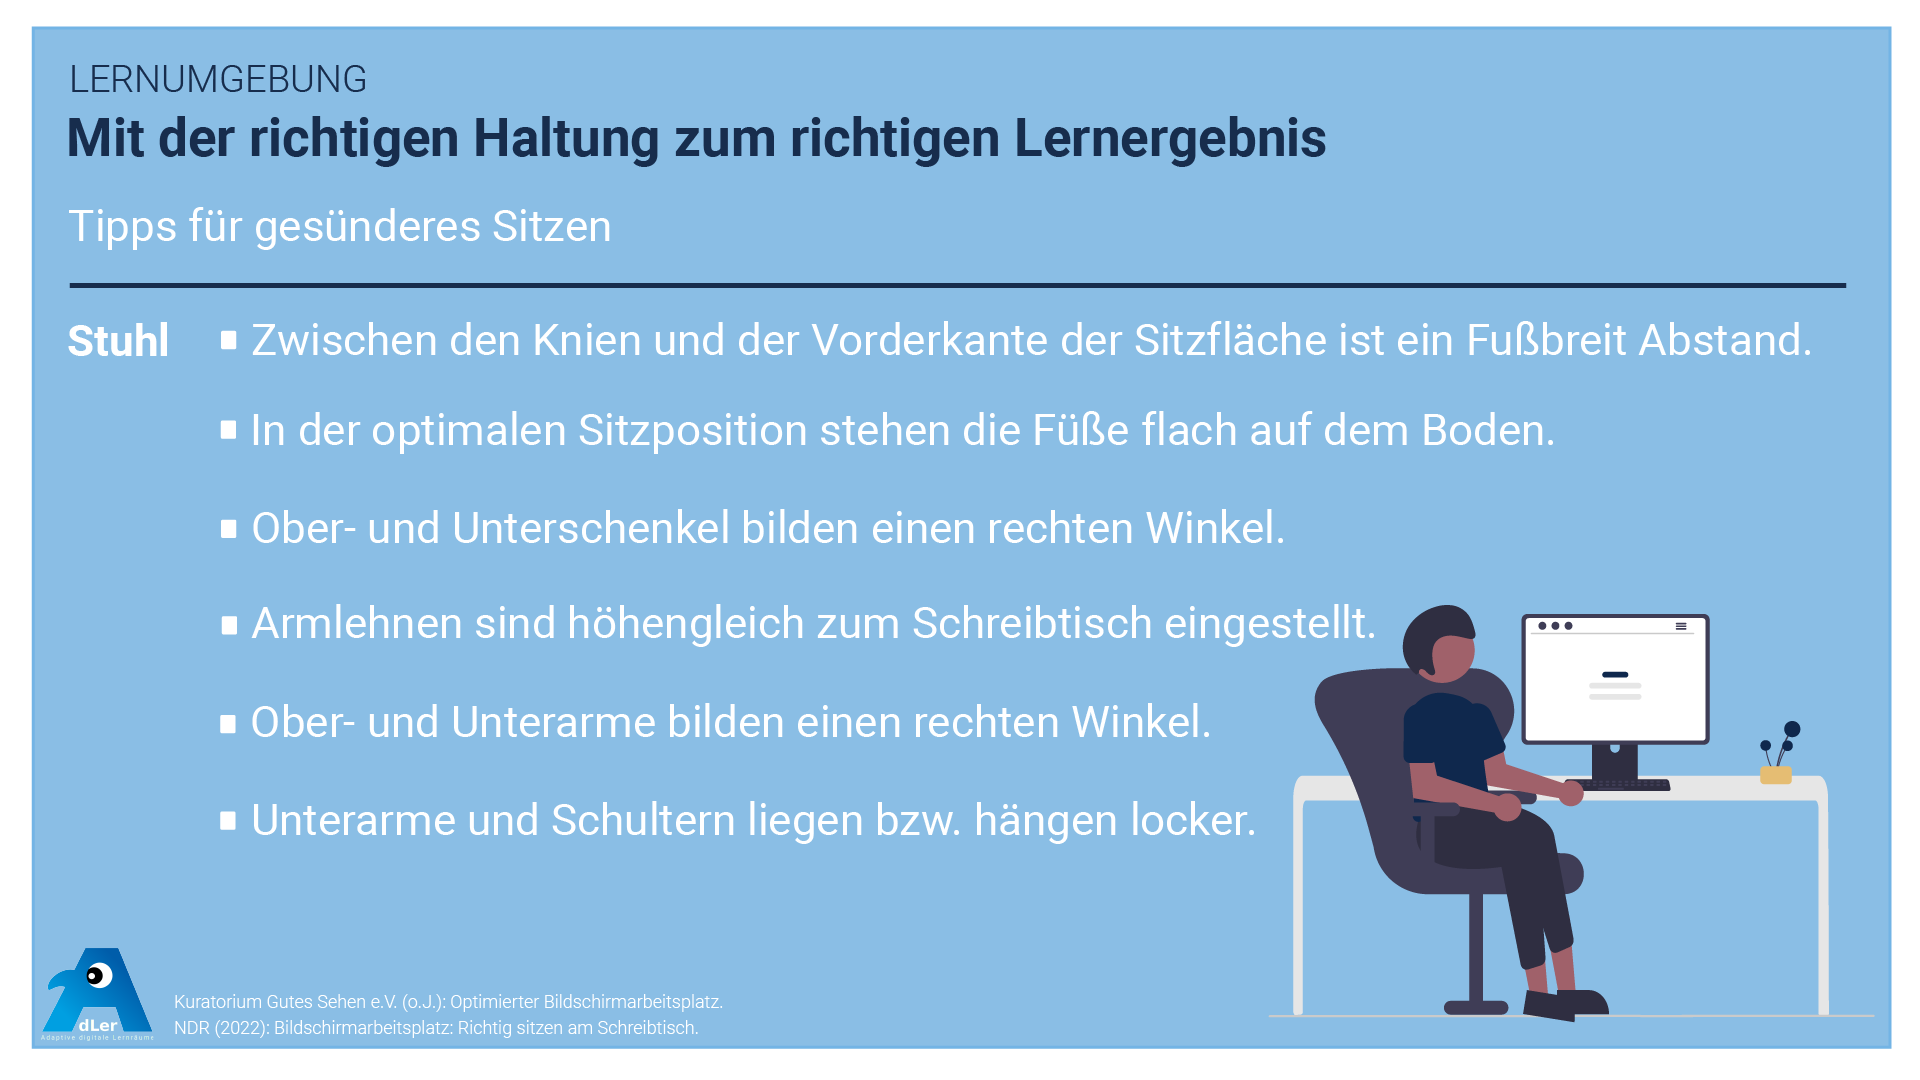 LERNUMGEBUNG
Mit der richtigen Haltung zum richtigen Lernergebnis
Tipps für gesünderes Sitzen
Stuhl
Zwischen den Knien und der Vorderkante der Sitzfläche ist ein Fußbreit Abstand.
In der optimalen Sitzposition stehen die Füße flach auf dem Boden.
Ober- und Unterschenkel bilden einen rechten Winkel.
Armlehnen sind höhengleich zum Schreibtisch eingestellt.
Ober- und Unterarme bilden einen rechten Winkel.
Unterarme und Schultern liegen bzw. hängen locker.
dLer
Adaptive digitale Lernräume
Kuratorium Gutes Sehen e.V. (o.J.): Optimierter Bildschirmarbeitsplatz.
NDR (2022): Bildschirmarbeitsplatz: Richtig sitzen am Schreibtisch.